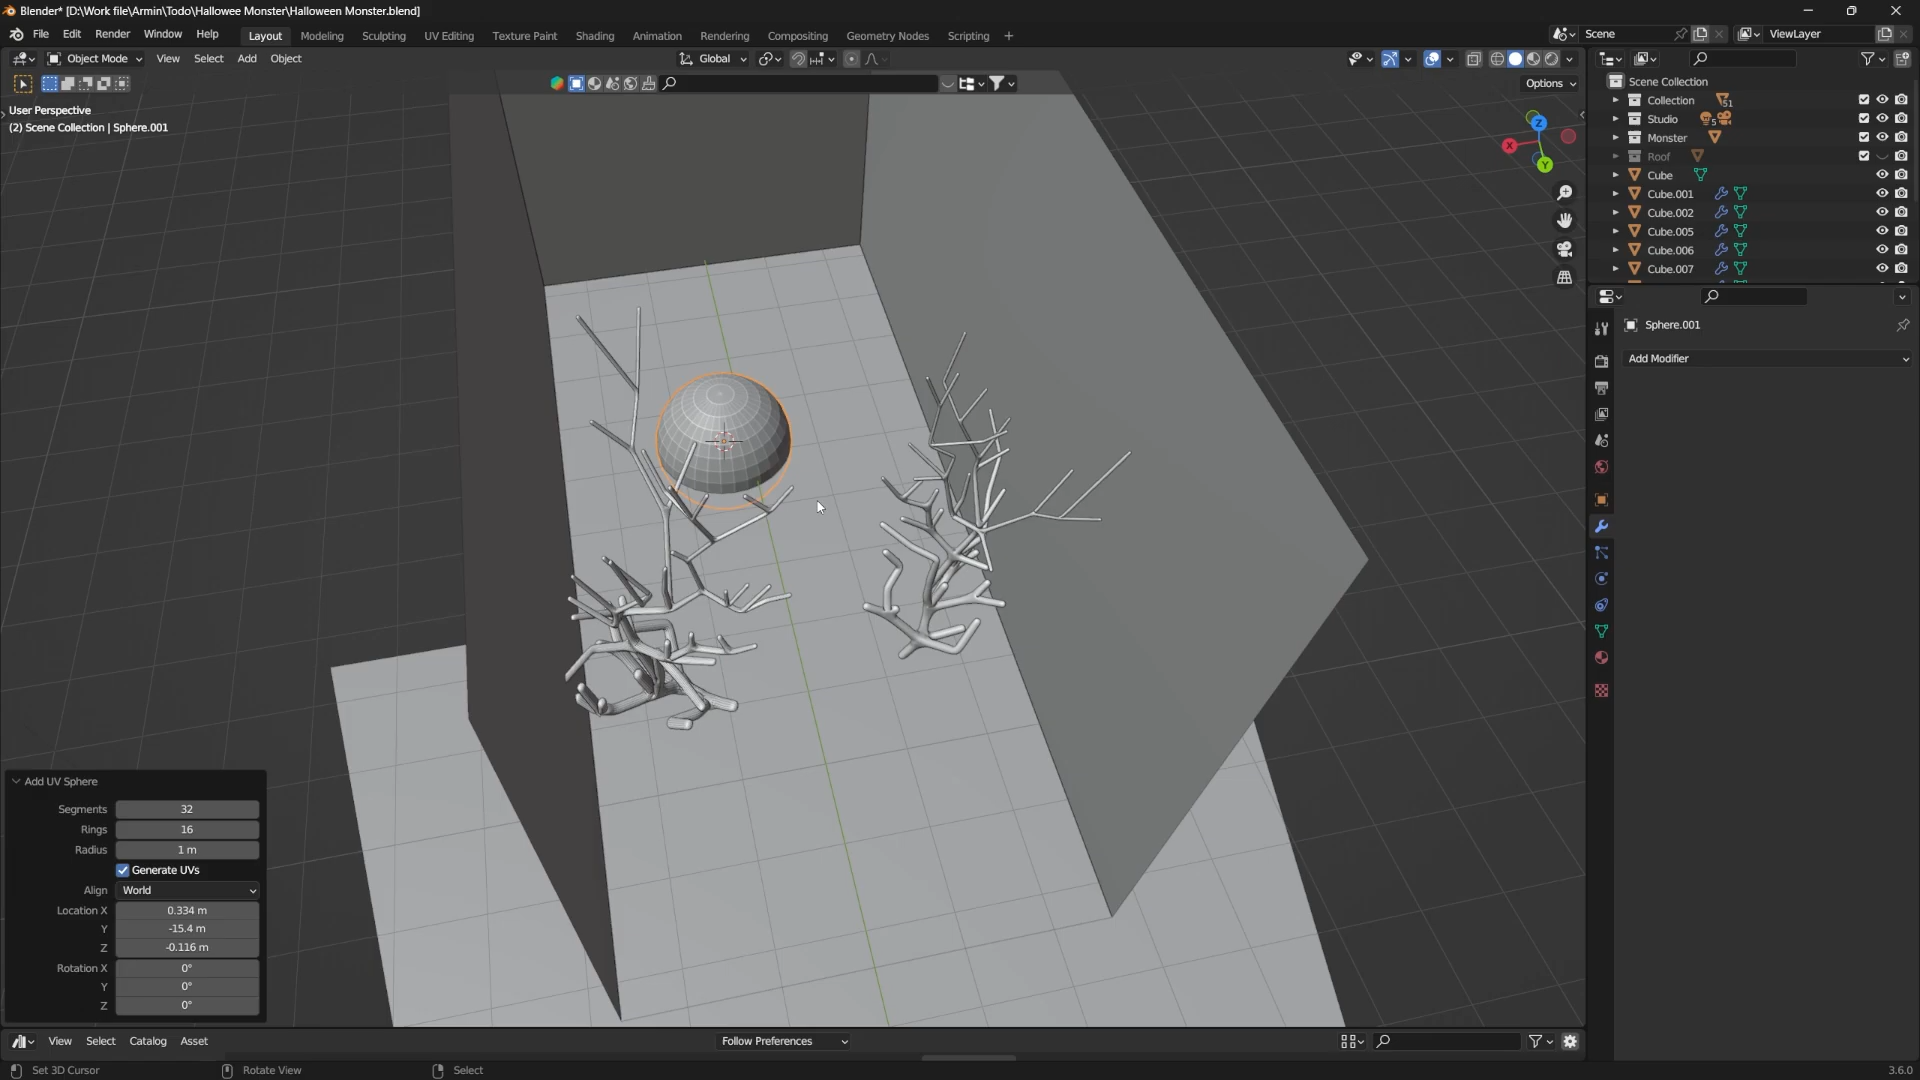 Blender* [D:\Work file\Armin\Todo\Hallowee Monster\Halloween Monster.blend]
File Edit Render Window Help Layout Modeling Sculpting UV Editing Texture Paint Shading Animation Rendering Compositing Geometry Nodes Scripting + Scene ViewLayer
Object Mode View Select Add Object Global
Options
User Perspective
(2) Scene Collection | Sphere.001
Z
X
Y
Scene Collection
Collection 51
Studio 5
Monster
Roof
Cube
Cube.001
Cube.002
Cube.005
Cube.006
Cube.007
Sphere.001
Add Modifier
Add UV Sphere
Segments 32
Rings 16
Radius 1 m
Generate UVs
Align World
Location X 0.334 m
Y -15.4 m
Z -0.116 m
Rotation X 0°
Y 0°
Z 0°
View Select Catalog Asset Follow Preferences
Set 3D Cursor Rotate View Select 3.6.0